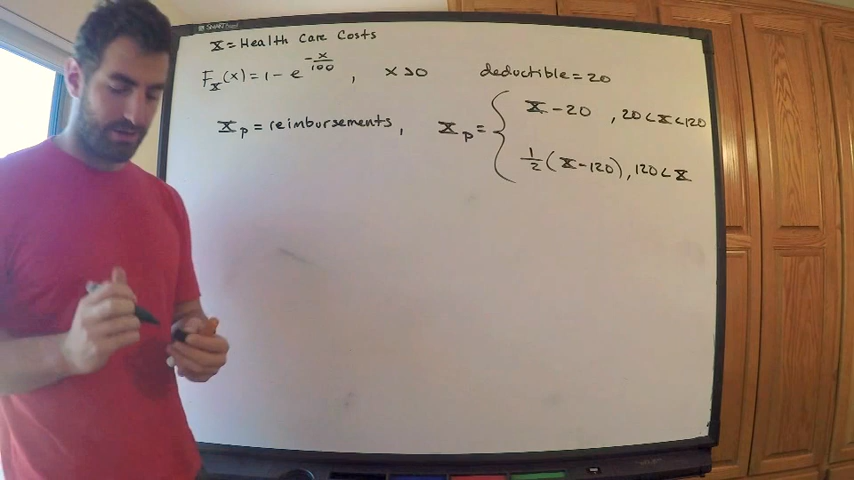 SMART
X = Health Care Costs
F_X(x) = 1 - e^{-x/100} , x>0 deductible = 20
X_p = reimbursements, X_p = { X - 20 , 20 < X < 120
1/2 (X - 120) , 120 < X